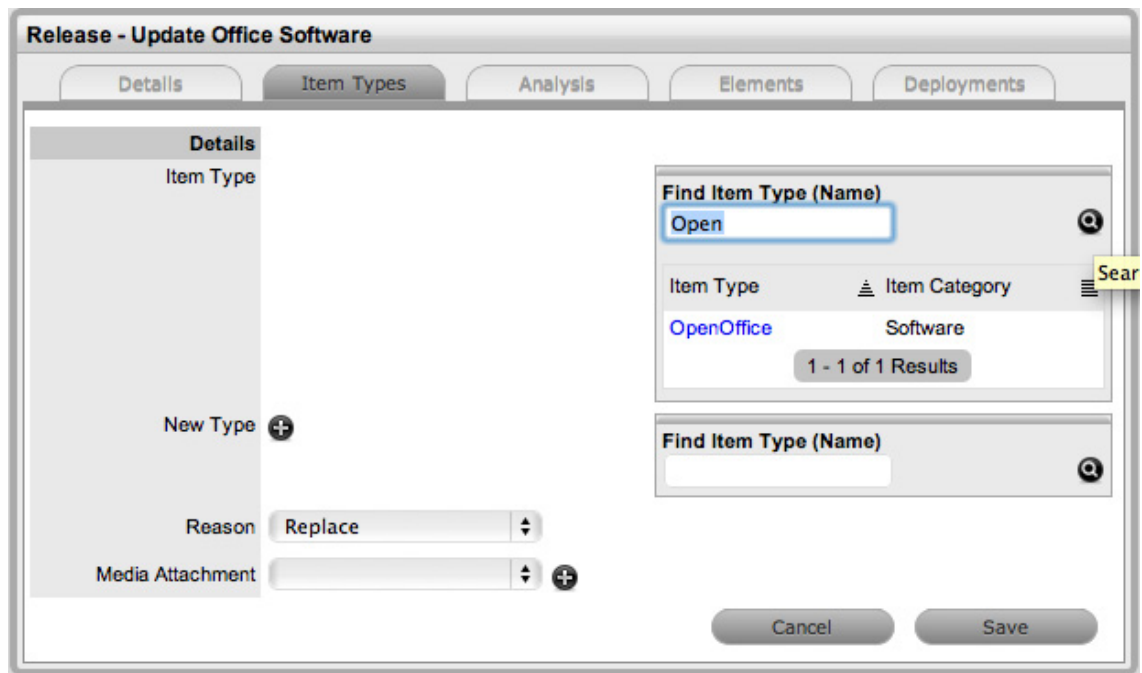 Release - Update Office Software
Details Item Types Analysis Elements Deployments
Details
Item Type
Find Item Type (Name)
Open
Sear
Item Type Item Category
OpenOffice Software
1 - 1 of 1 Results
New Type
Find Item Type (Name)
Reason Replace
Media Attachment
Cancel Save